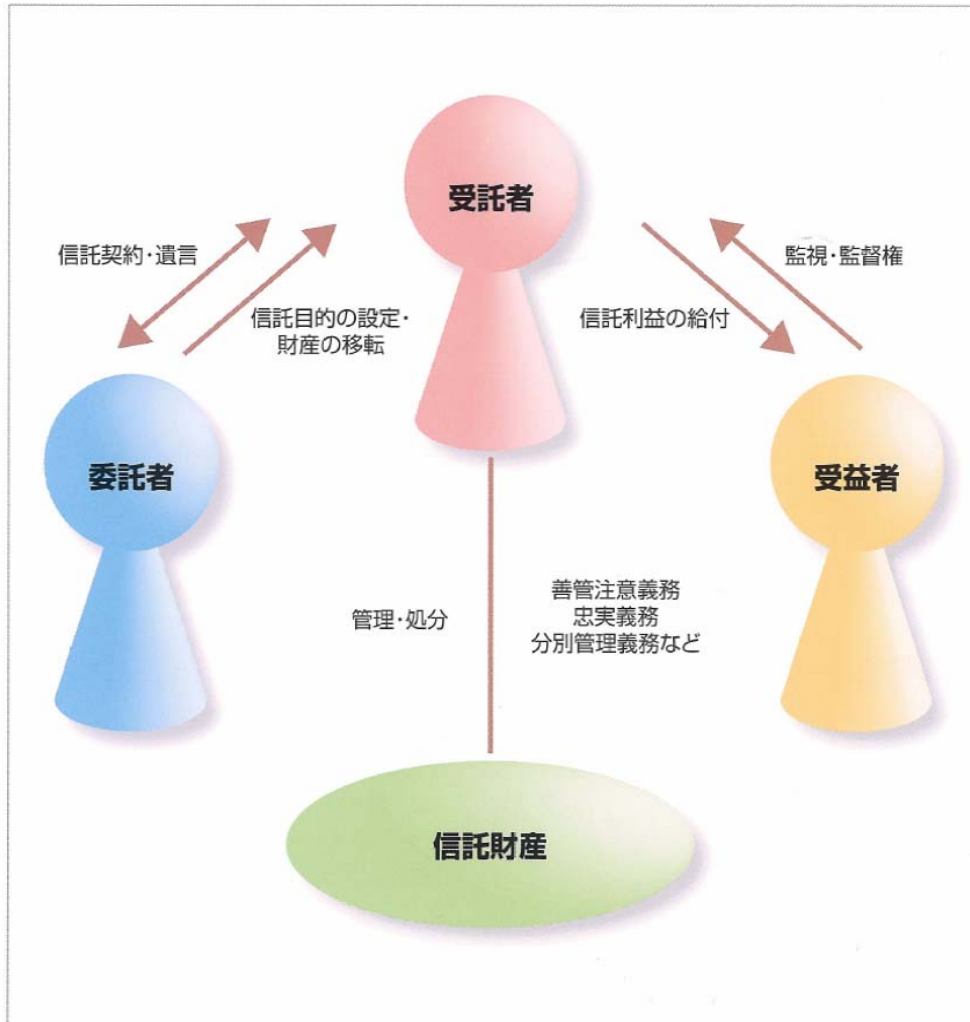 受託者
信託契約・遺言
監視・監督権
信託目的の設定・
財産の移転
信託利益の給付
委託者
受益者
管理・処分
善管注意義務
忠実義務
分別管理義務など
信託財産